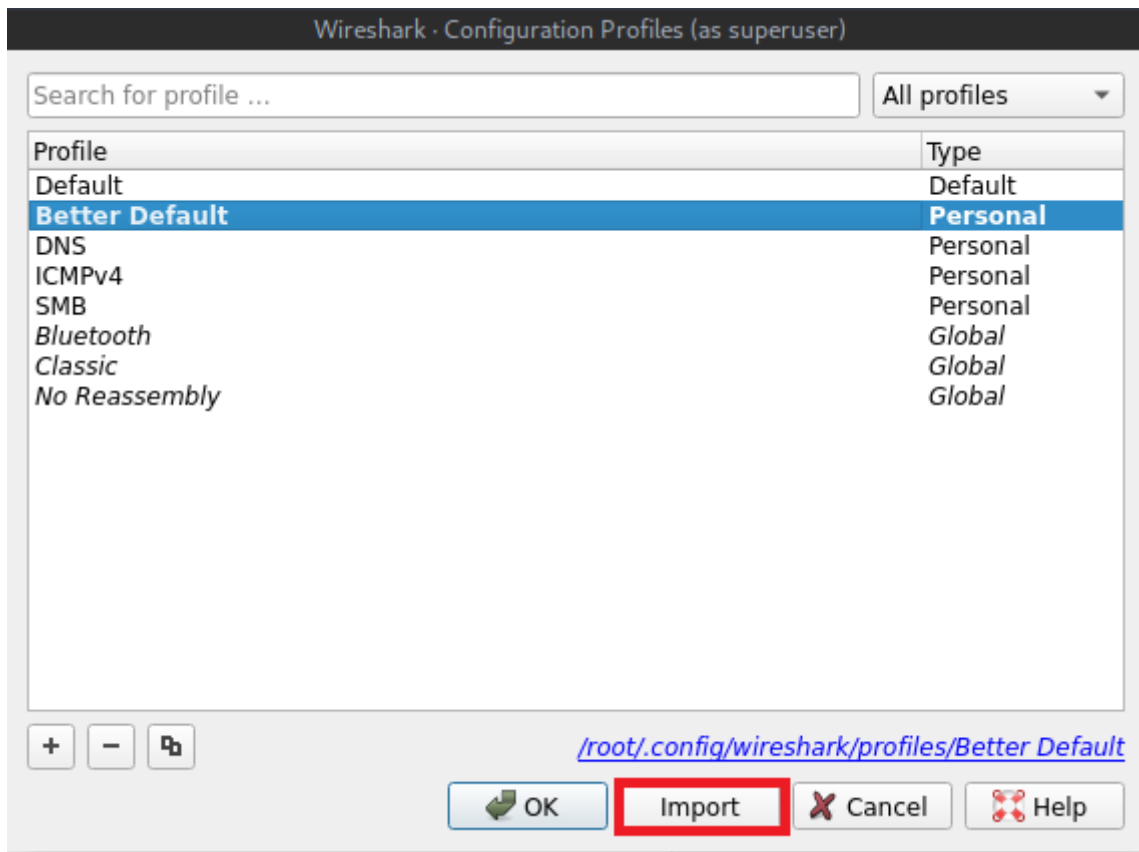 Wireshark · Configuration Profiles (as superuser)
Search for profile ... All profiles
Profile Type
Default Default
Better Default Personal
DNS Personal
ICMPv4 Personal
SMB Personal
Bluetooth Global
Classic Global
No Reassembly Global
/root/.config/wireshark/profiles/Better Default
OK Import Cancel Help